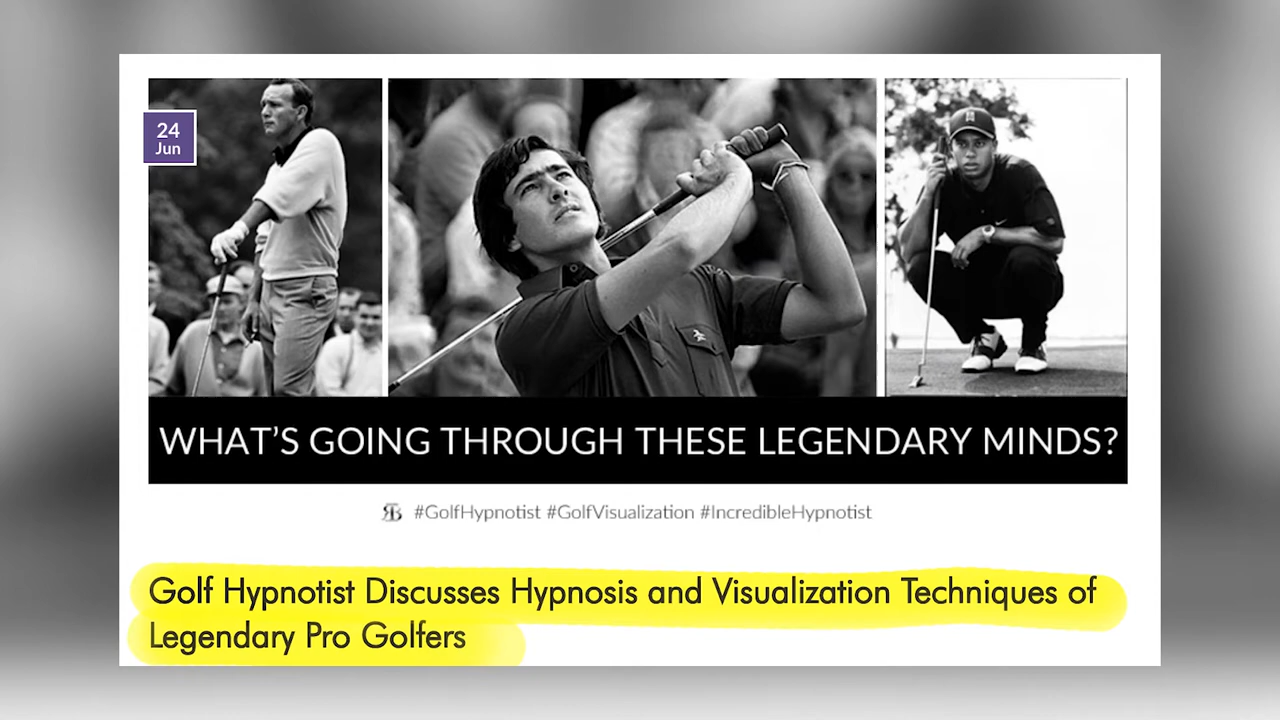 24
Jun
WHAT'S GOING THROUGH THESE LEGENDARY MINDS?
#GolfHypnotist #GolfVisualization #IncredibleHypnotist
Golf Hypnotist Discusses Hypnosis and Visualization Techniques of
Legendary Pro Golfers